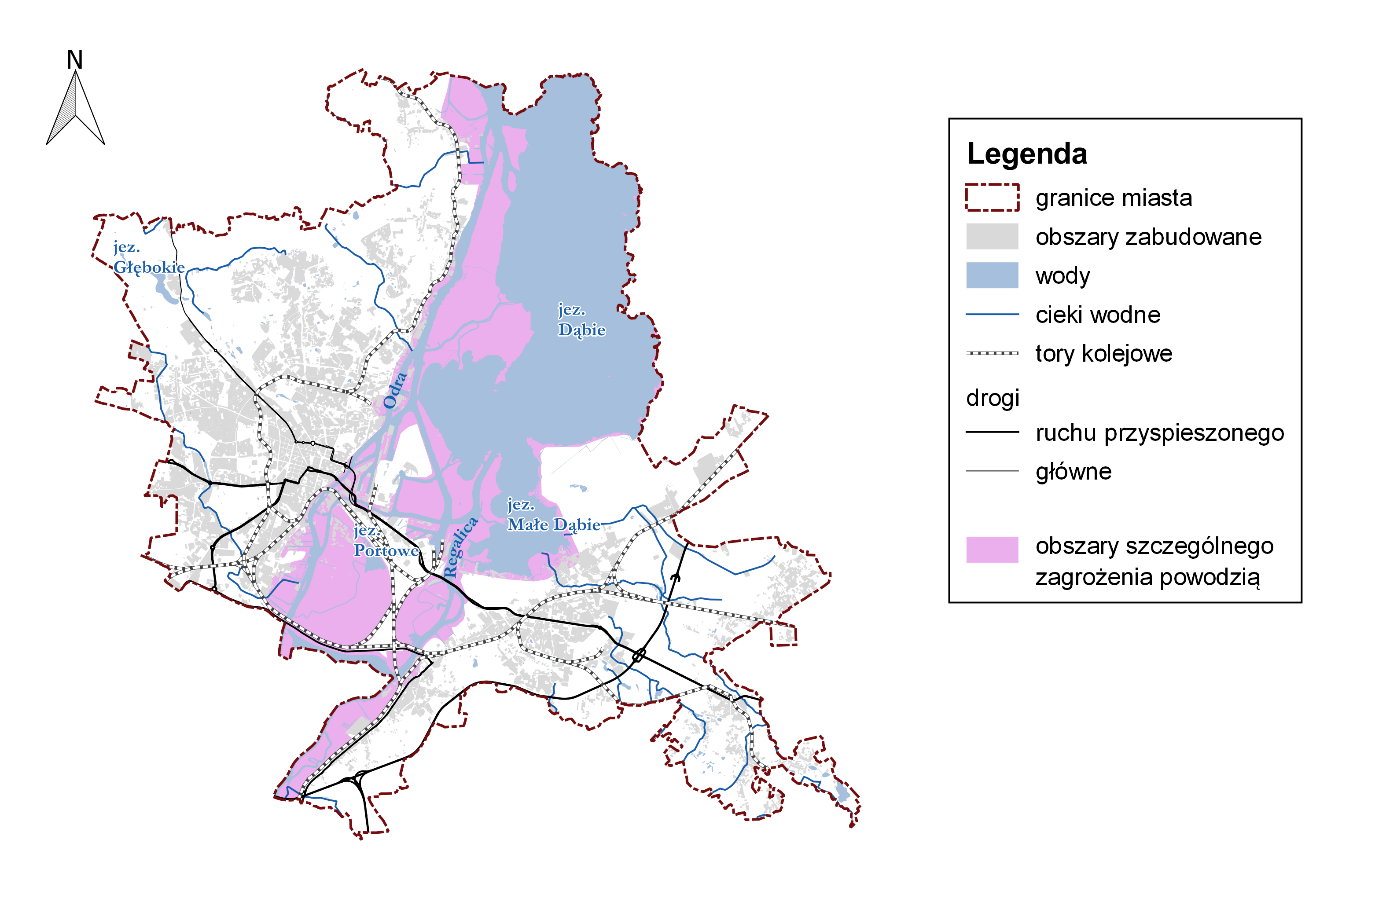 N
jez.
Głębokie
jez.
Dąbie
Odra
jez.
Małe Dąbie
jez.
Portowe
Regalica
Legenda
granice miasta
obszary zabudowane
wody
cieki wodne
tory kolejowe
drogi
ruchu przyspieszonego
główne
obszary szczególnego
zagrożenia powodzią